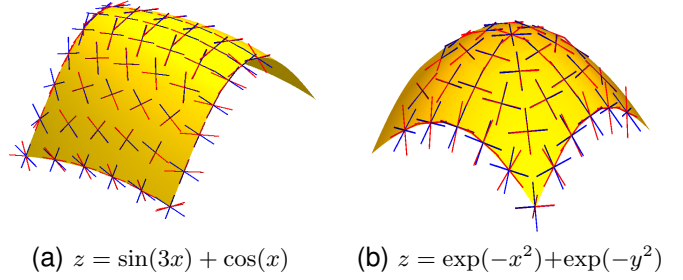 (a) z = sin(3x) + cos(x)
(b) z = exp(−x²)+exp(−y²)